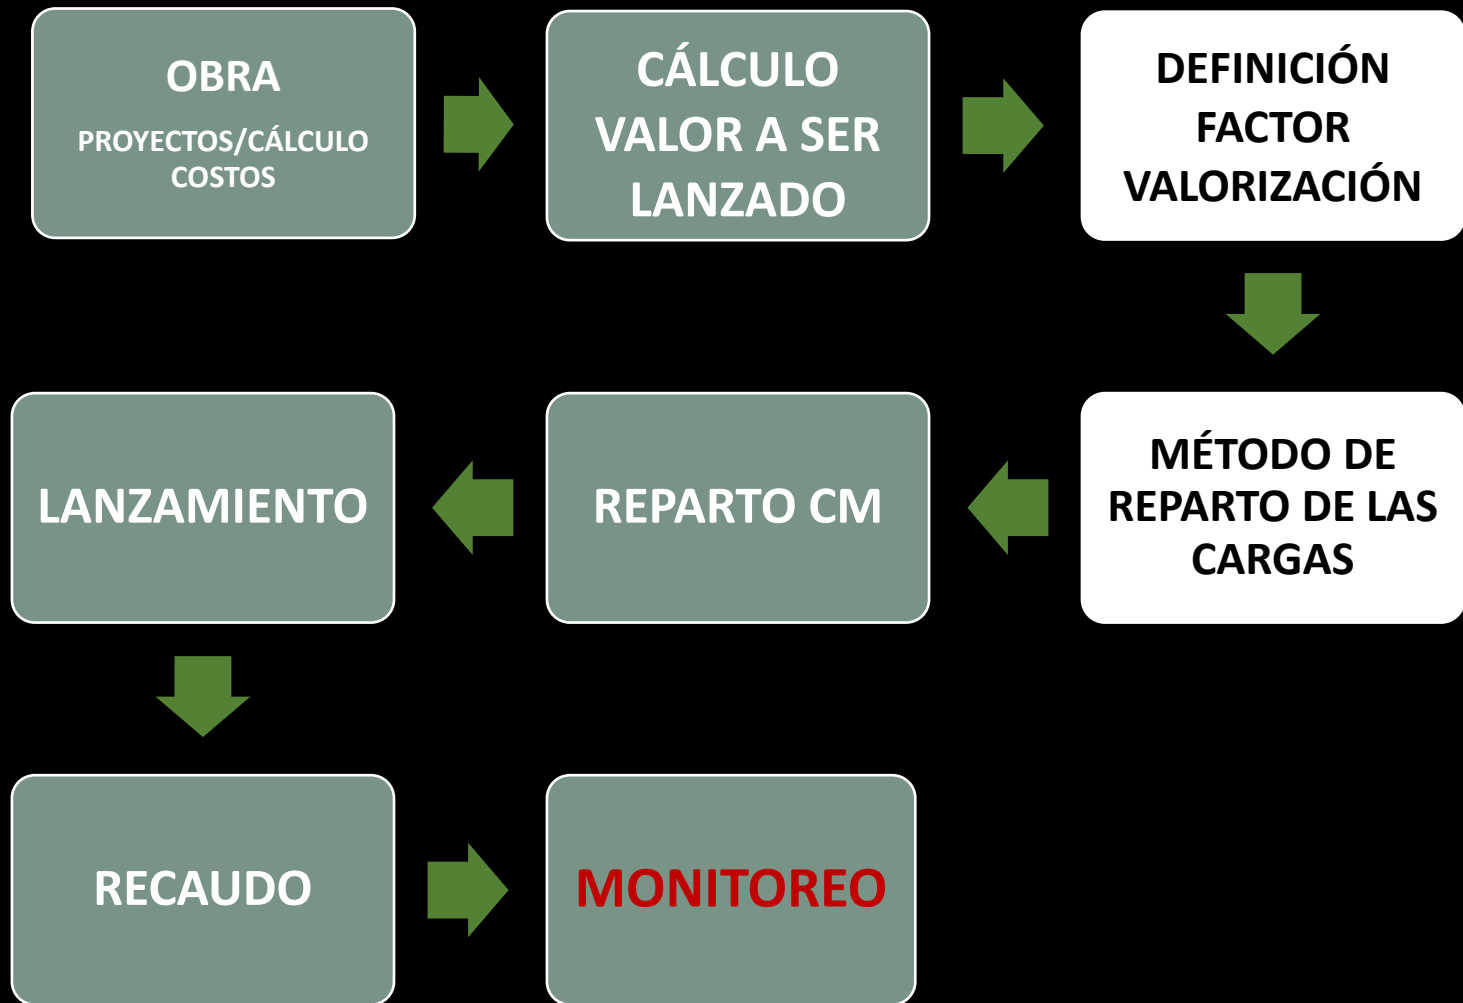 OBRA
PROYECTOS/CÁLCULO
COSTOS
CÁLCULO
VALOR A SER
LANZADO
DEFINICIÓN
FACTOR
VALORIZACIÓN
MÉTODO DE
REPARTO DE LAS
CARGAS
REPARTO CM
LANZAMIENTO
RECAUDO
MONITOREO